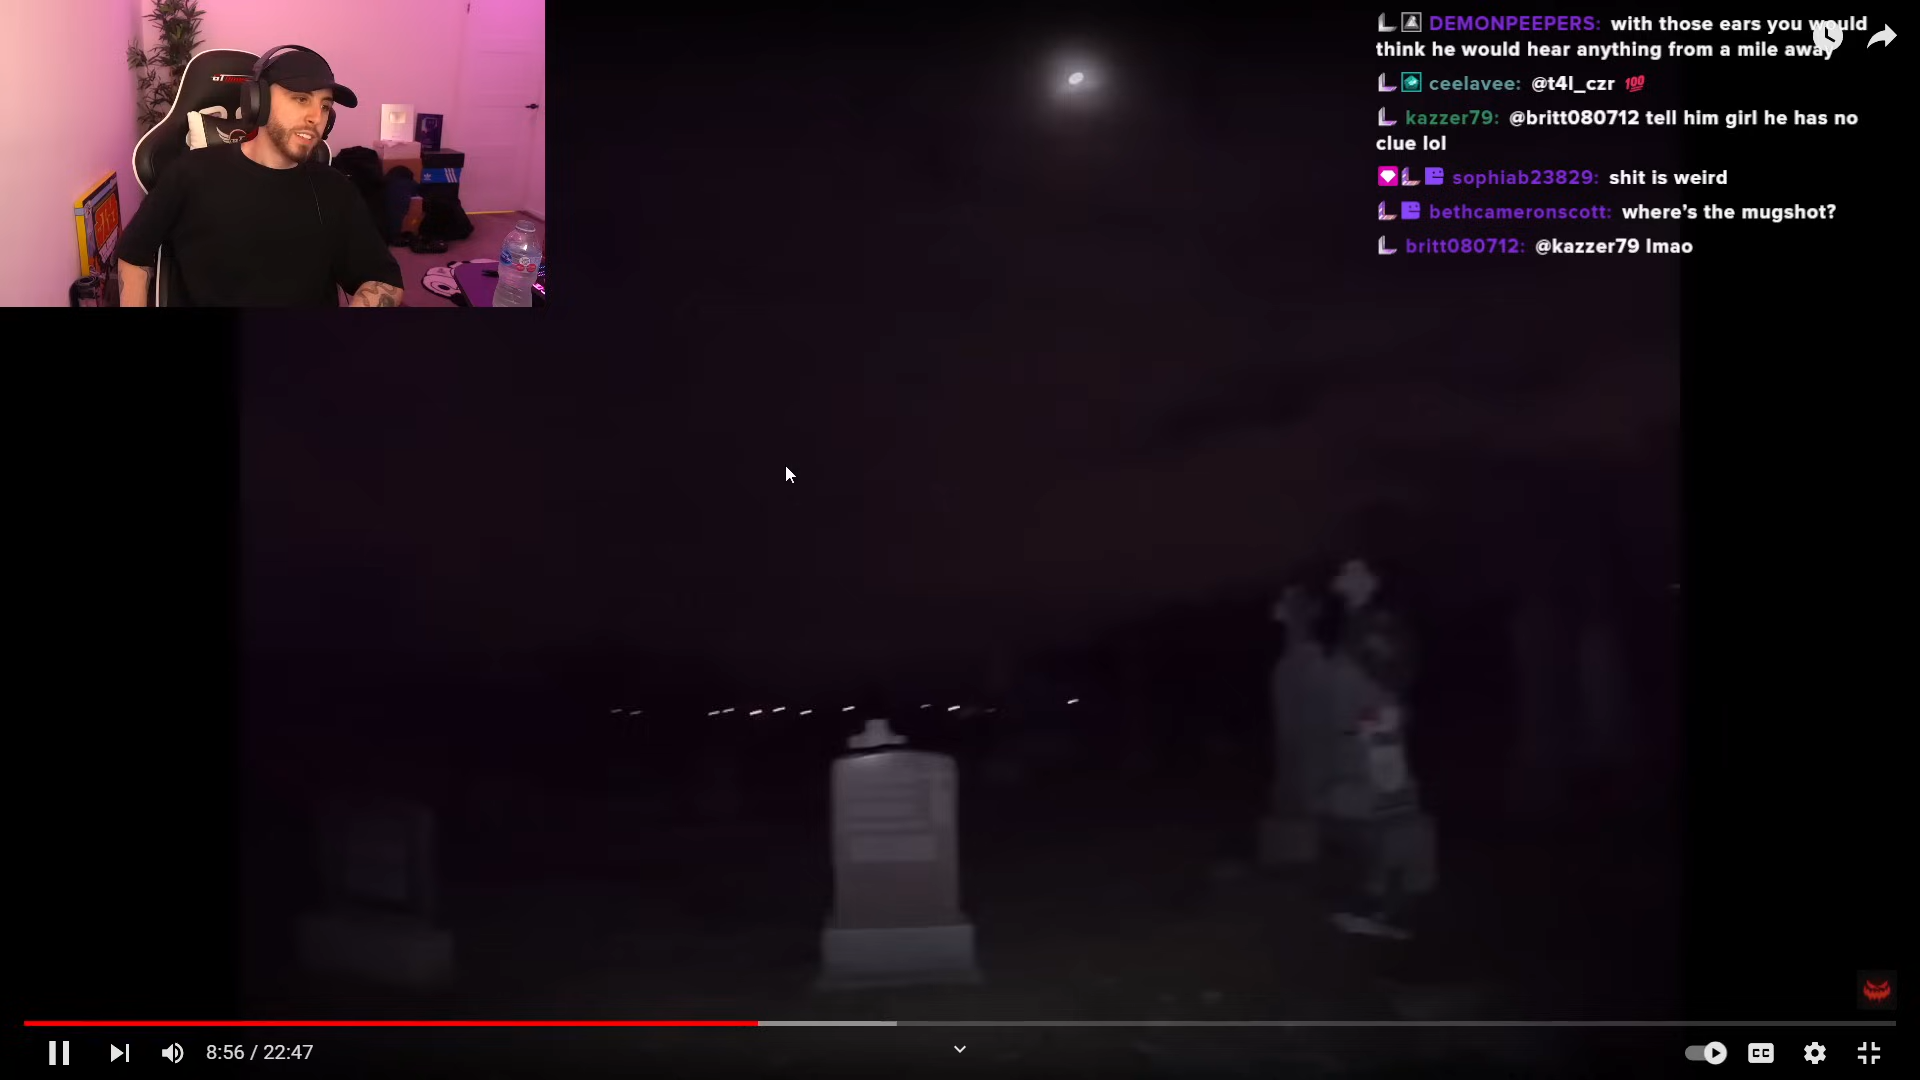 DEMONPEEPERS: with those ears you would
think he would hear anything from a mile away
ceelavee: @t4l_czr 💯
kazzer79: @britt080712 tell him girl he has no
clue lol
sophiab23829: shit is weird
bethcameronscott: where's the mugshot?
britt080712: @kazzer79 lmao
8:56 / 22:47
CC